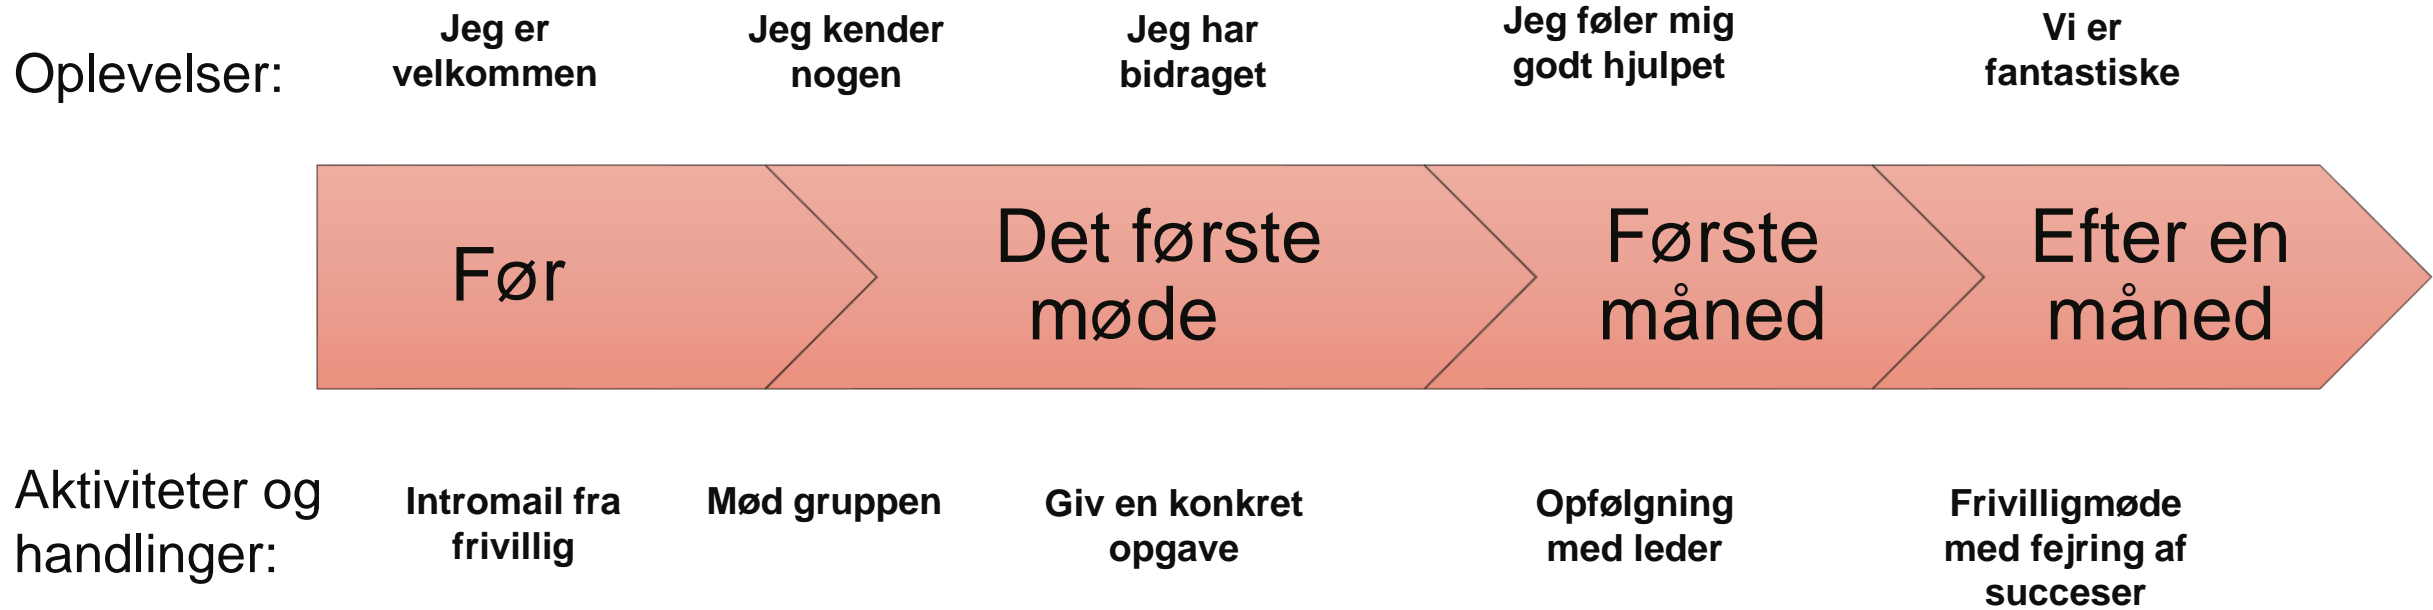 Oplevelser:
Jeg er
velkommen
Jeg kender
nogen
Jeg har
bidraget
Jeg føler mig
godt hjulpet
Vi er
fantastiske
Før
Det første
møde
Første
måned
Efter en
måned
Aktiviteter og
handlinger:
Intromail fra
frivillig
Mød gruppen
Giv en konkret
opgave
Opfølgning
med leder
Frivilligmøde
med fejring af
succeser